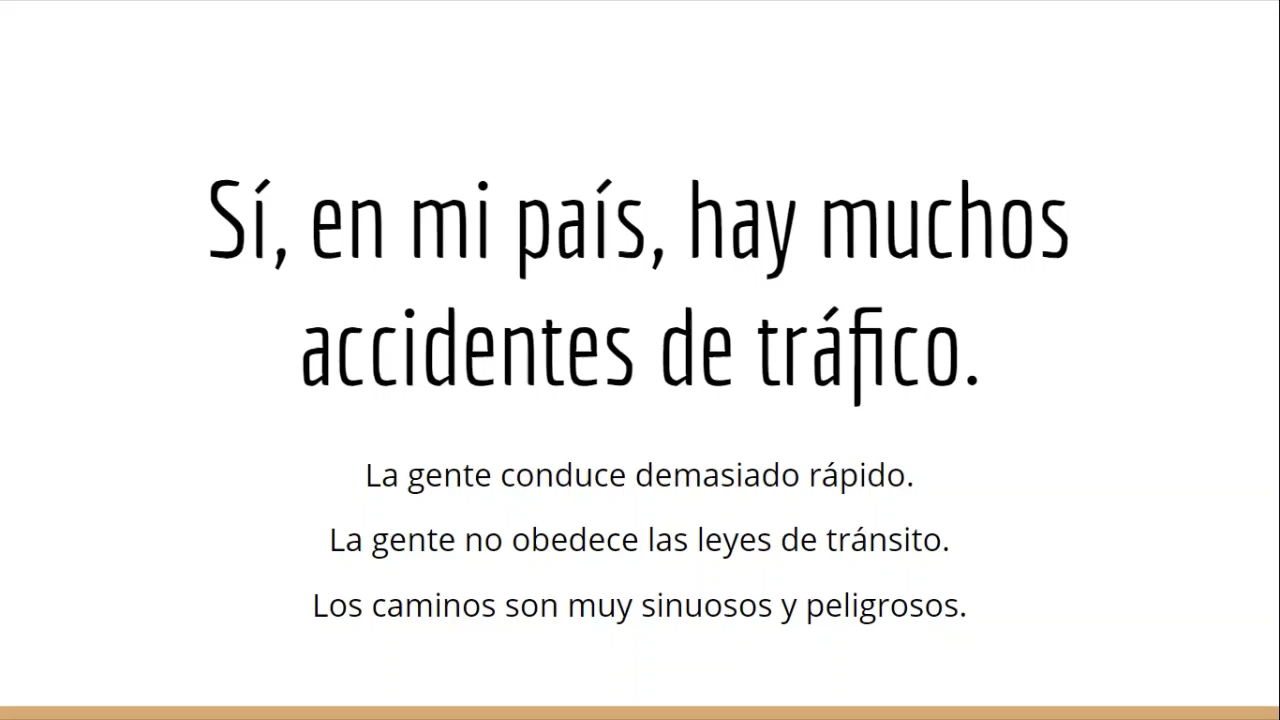 Sí, en mi país, hay muchos
accidentes de tráfico.
La gente conduce demasiado rápido.
La gente no obedece las leyes de tránsito.
Los caminos son muy sinuosos y peligrosos.